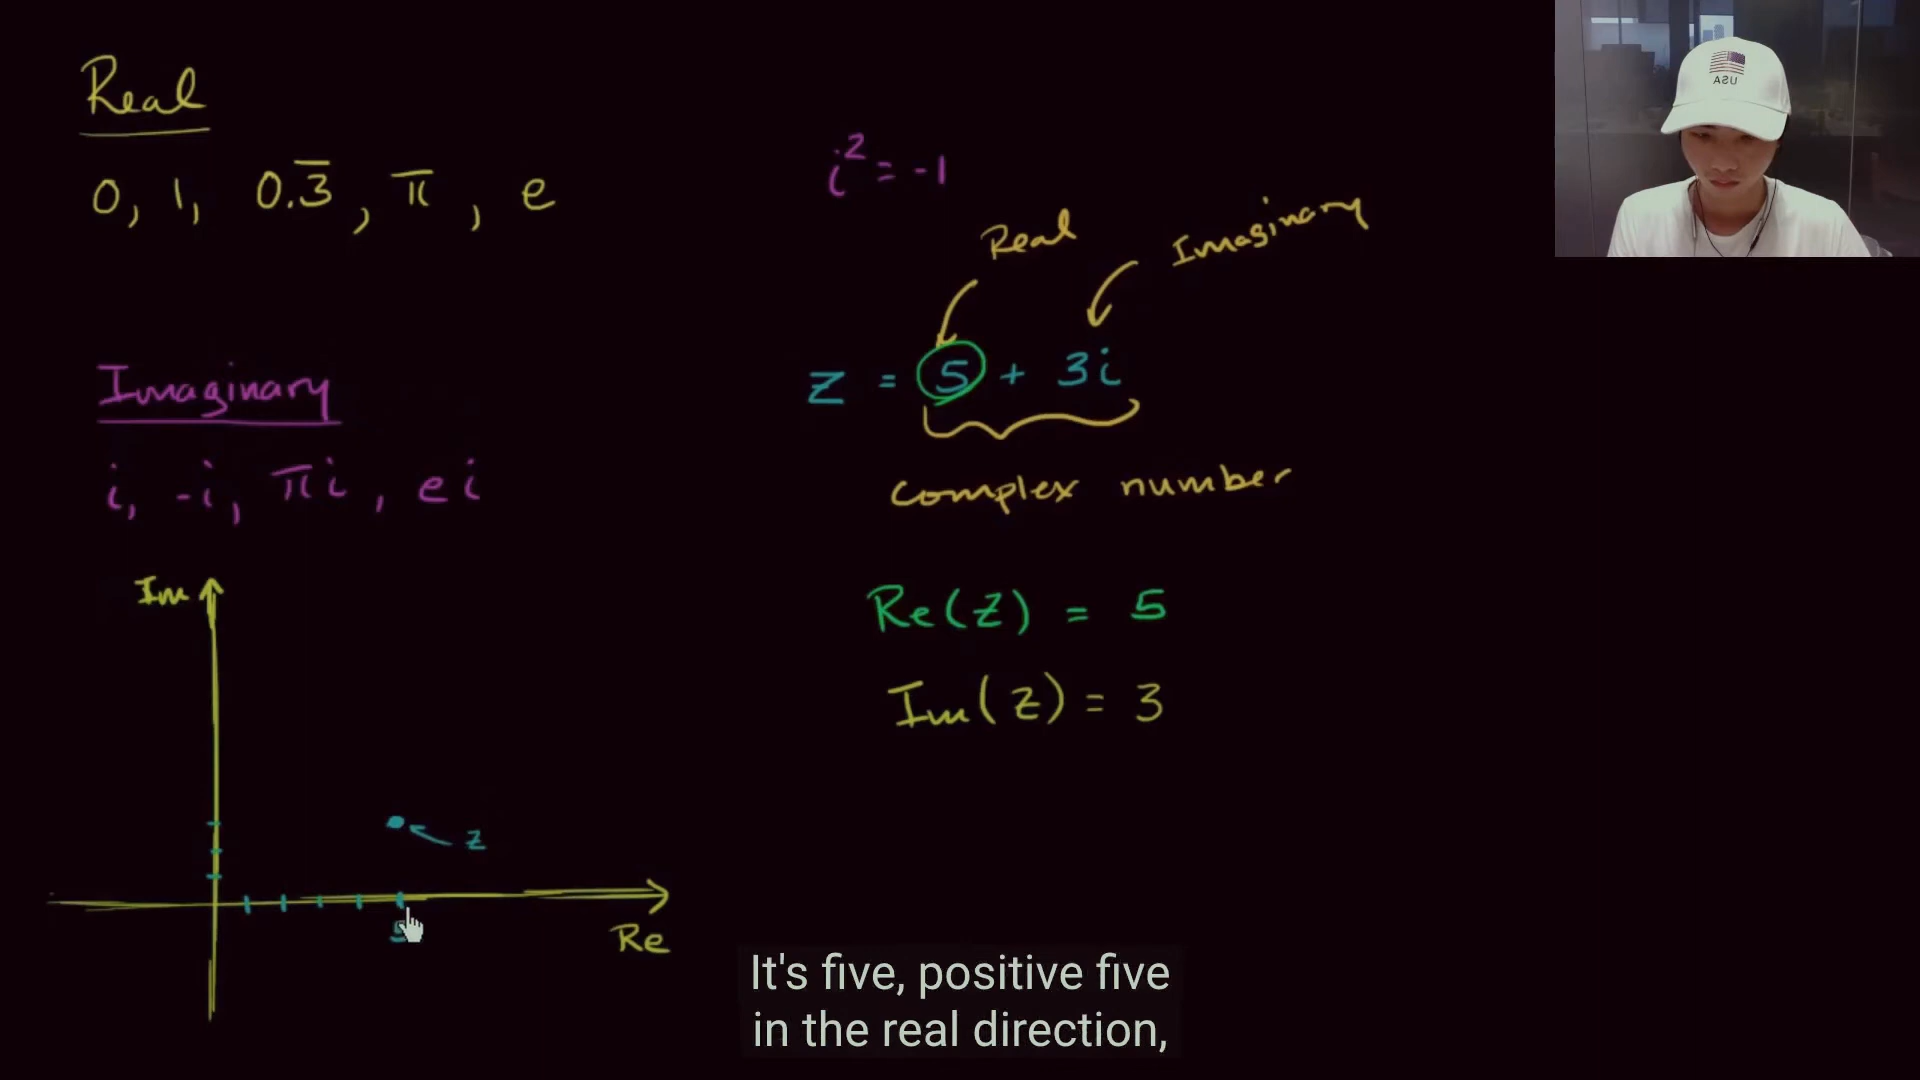 Real
0, 1, 0.3̅, π, e
Imaginary
i, -i, πi, ei
i² = -1
Real
Imaginary
z = 5 + 3i
complex number
Re(z) = 5
Im(z) = 3
Im
z
5
Re
USA
It's five, positive five
in the real direction,